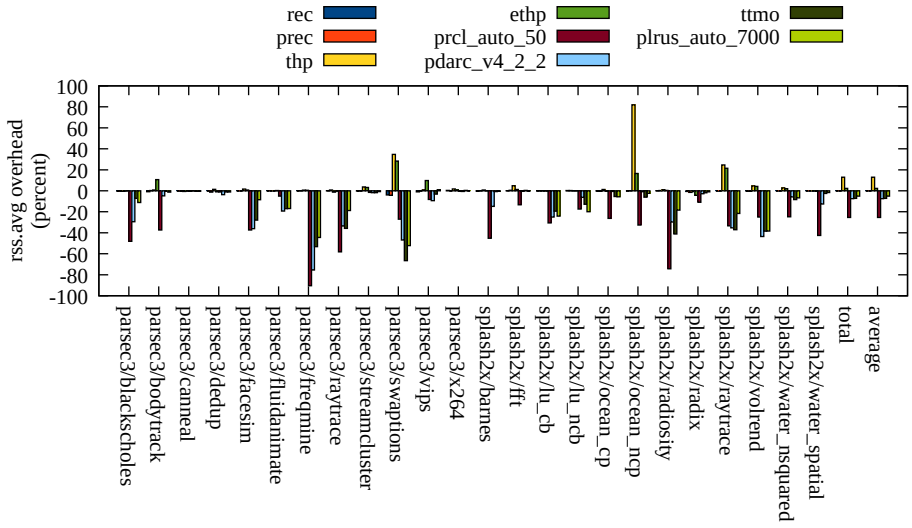 rec ethp ttmo
prec prcl_auto_50 plrus_auto_7000
thp pdarc_v4_2_2
rss.avg overhead
(percent)
100
80
60
40
20
0
-20
-40
-60
-80
-100
parsec3/blackscholes
parsec3/bodytrack
parsec3/canneal
parsec3/dedup
parsec3/facesim
parsec3/fluidanimate
parsec3/freqmine
parsec3/raytrace
parsec3/streamcluster
parsec3/swaptions
parsec3/vips
parsec3/x264
splash2x/barnes
splash2x/fft
splash2x/lu_cb
splash2x/lu_ncb
splash2x/ocean_cp
splash2x/ocean_ncp
splash2x/radiosity
splash2x/radix
splash2x/raytrace
splash2x/volrend
splash2x/water_nsquared
splash2x/water_spatial
total
average